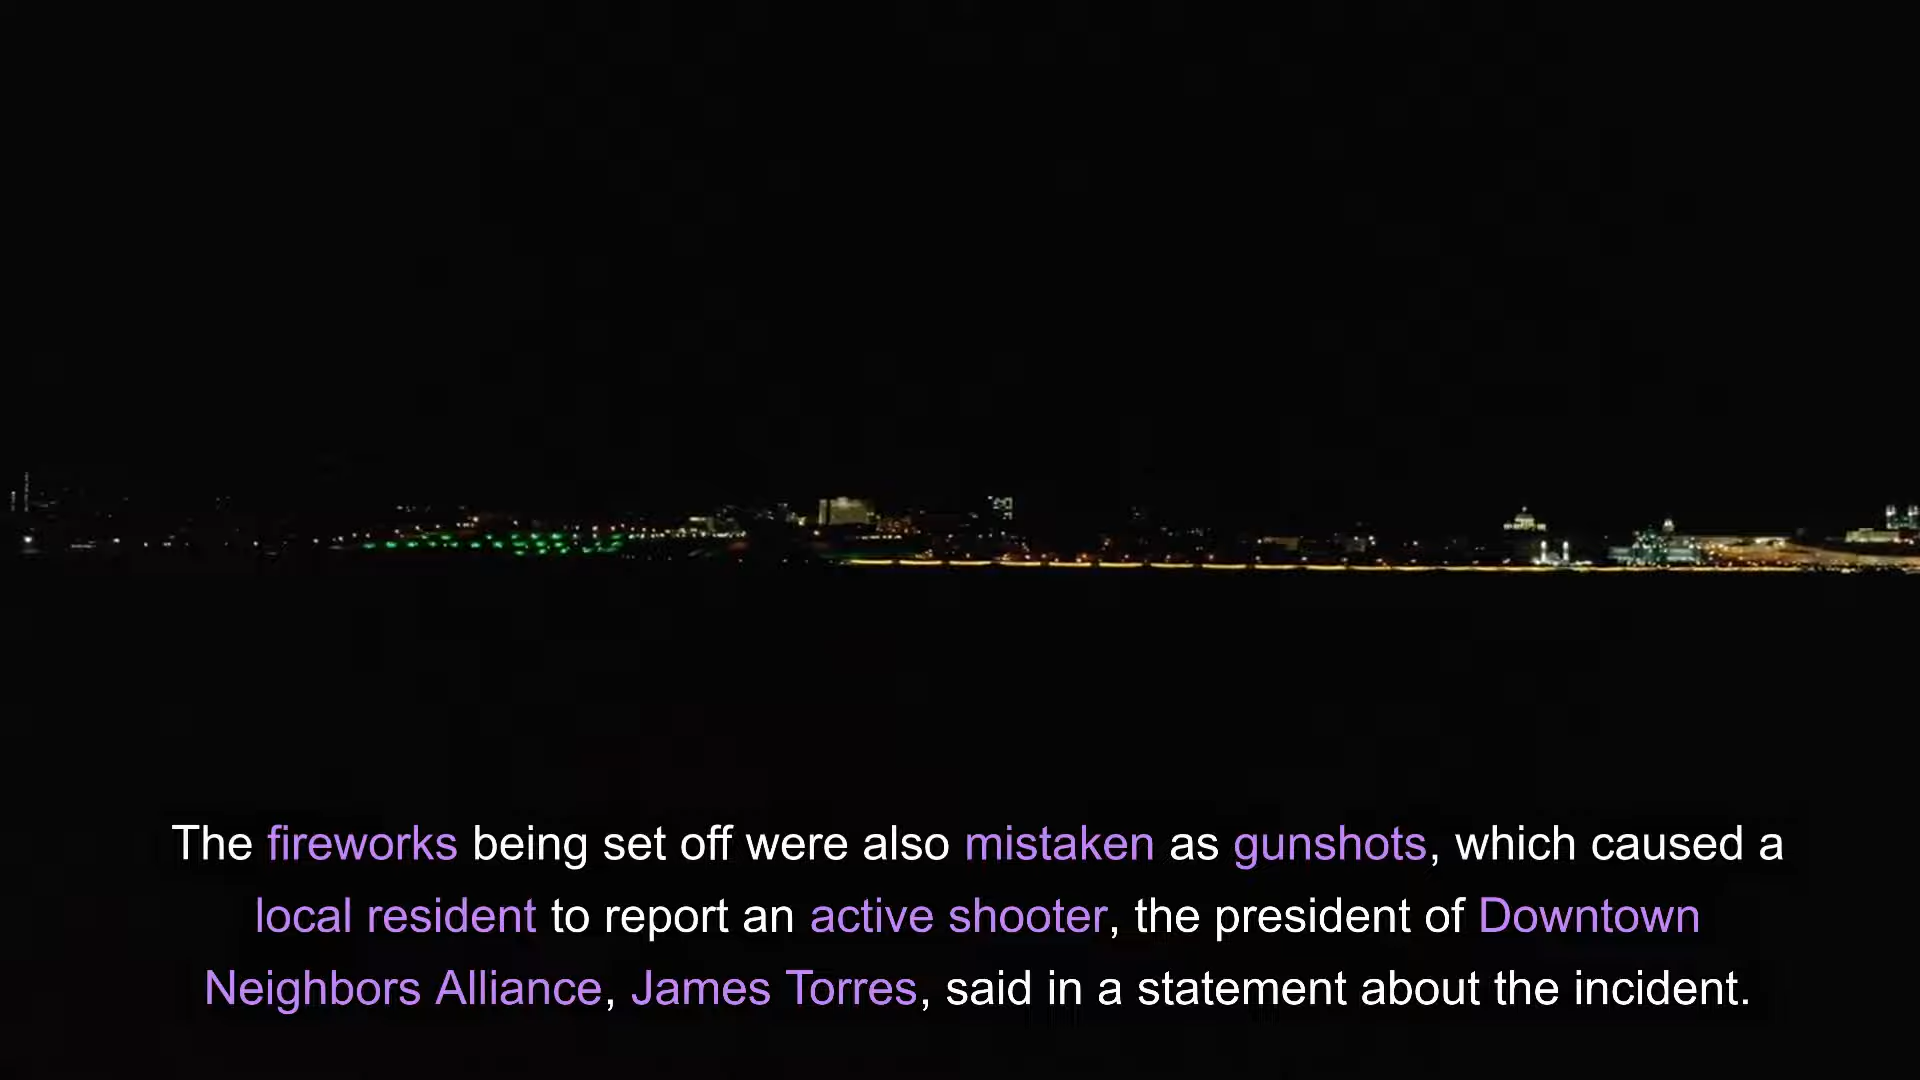 The fireworks being set off were also mistaken as gunshots, which caused a
local resident to report an active shooter, the president of Downtown
Neighbors Alliance, James Torres, said in a statement about the incident.